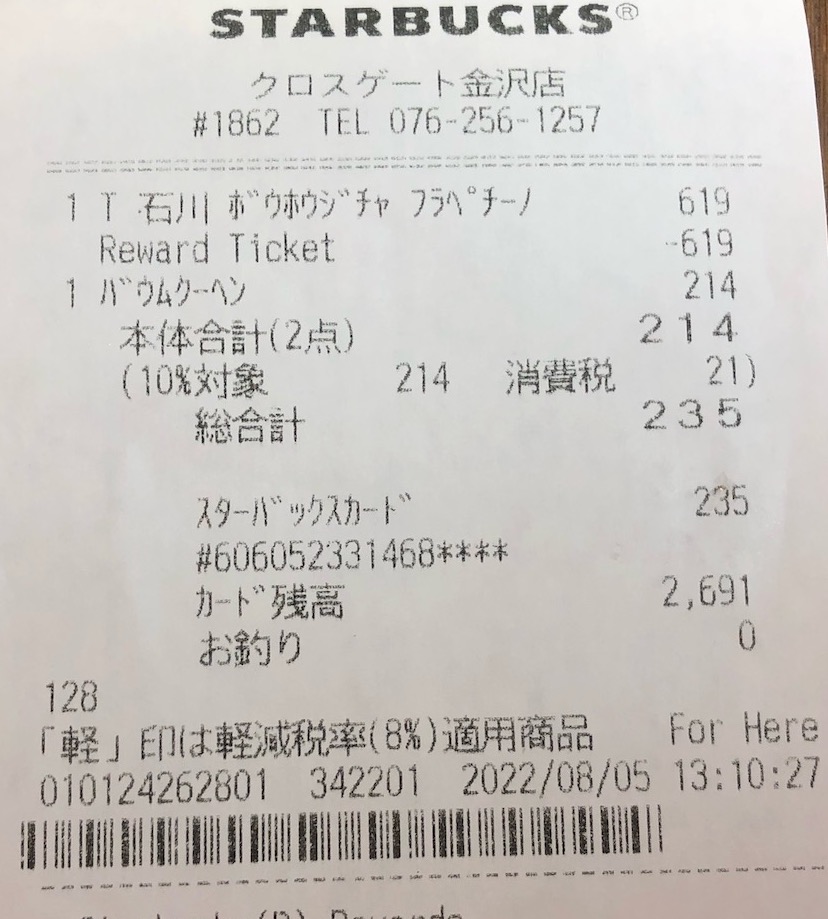 STARBUCKS®
クロスゲート金沢店
#1862 TEL 076-256-1257
1 T 石川 ﾎﾞｳﾎｳｼﾞﾁｬ ﾌﾗﾍﾟﾁｰﾉ 619
Reward Ticket -619
1 ﾊﾞｳﾑｸｰﾍﾝ 214
本体合計(2点) 214
(10%対象 214 消費税 21)
総合計 235
ｽﾀｰﾊﾞｯｸｽｶｰﾄﾞ 235
#606052331468****
ｶｰﾄﾞ残高 2,691
お釣り 0
128
「軽」印は軽減税率(8%)適用商品 For Here
010124262801 342201 2022/08/05 13:10:27
(R) Rewards